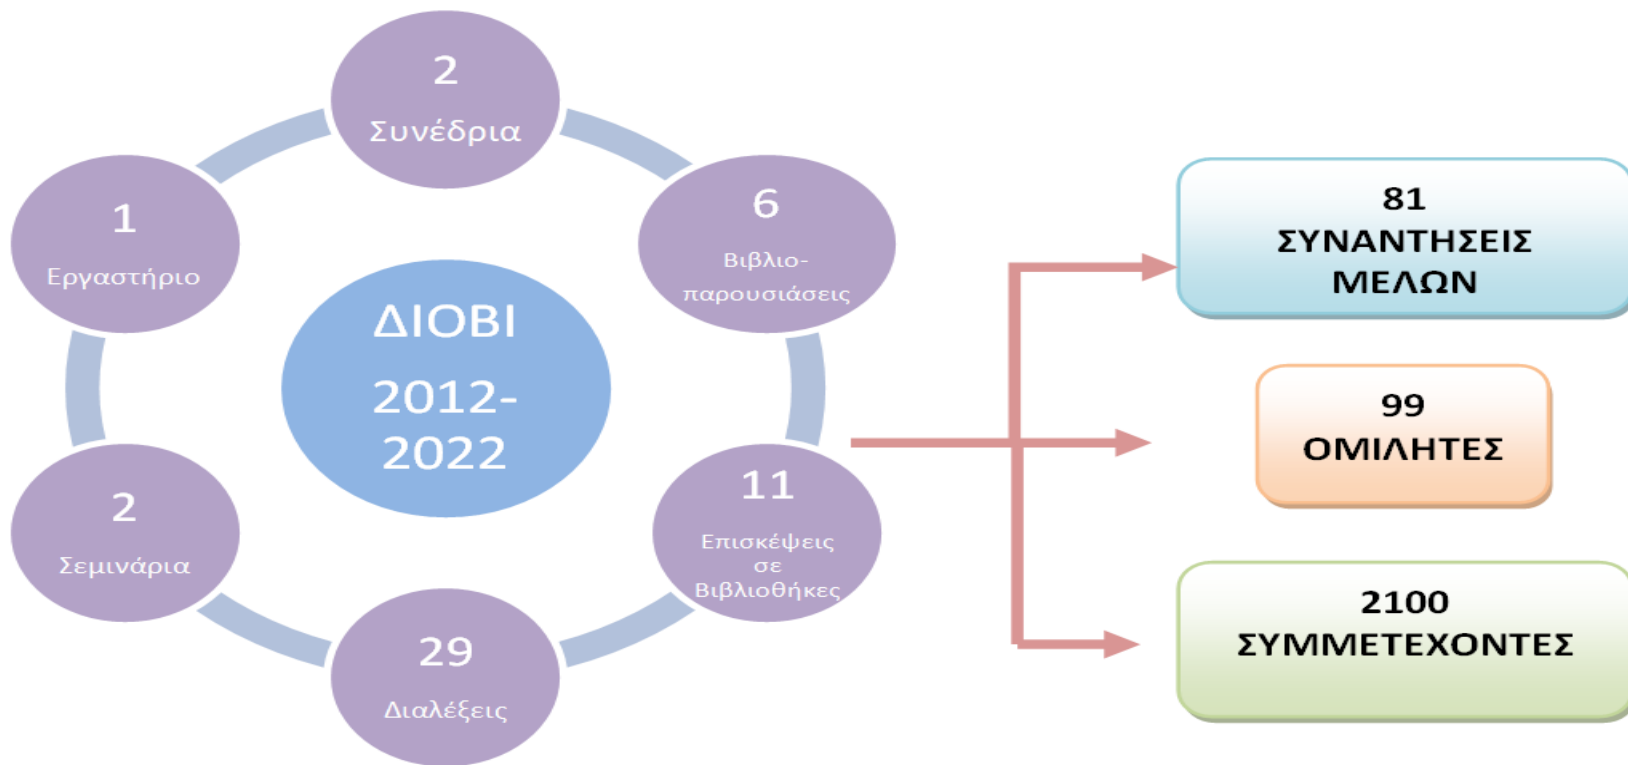 2
Συνέδρια
6
Βιβλιο-
παρουσιάσεις
11
Επισκέψεις
σε
Βιβλιοθήκες
29
Διαλέξεις
2
Σεμινάρια
1
Εργαστήριο
ΔΙΟΒΙ
2012-
2022
81
ΣΥΝΑΝΤΗΣΕΙΣ
ΜΕΛΩΝ
99
ΟΜΙΛΗΤΕΣ
2100
ΣΥΜΜΕΤΕΧΟΝΤΕΣ